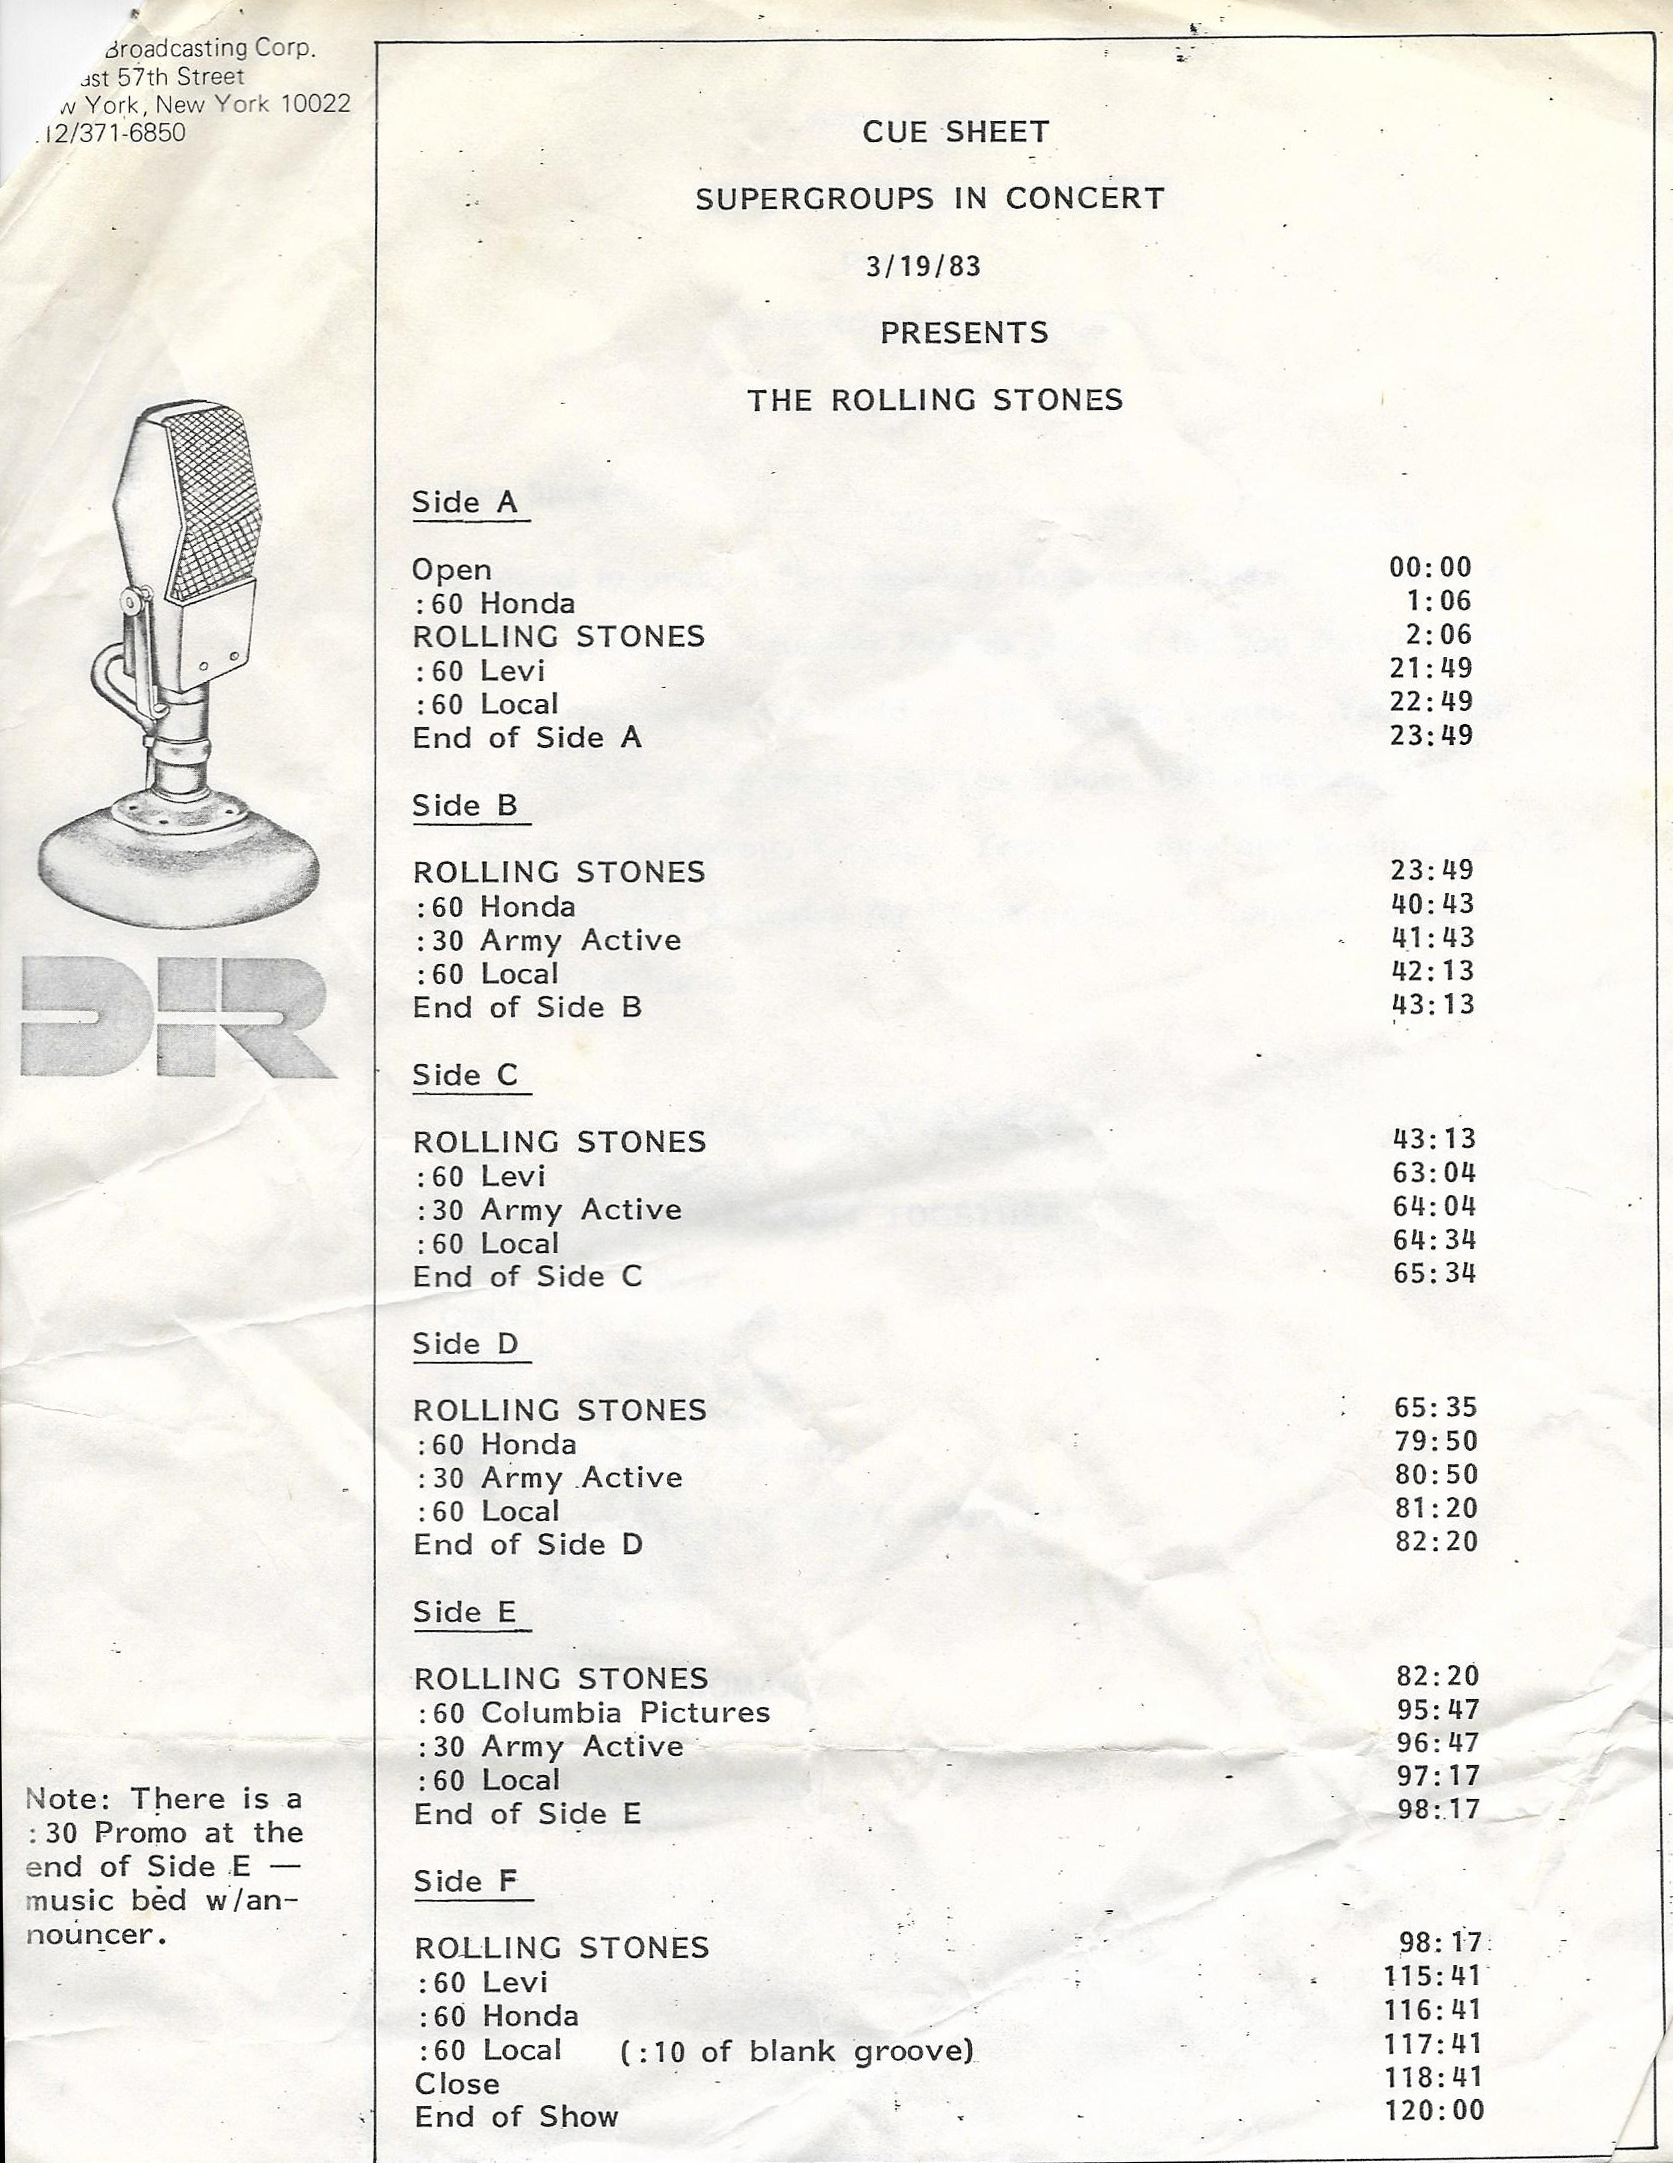 Broadcasting Corp.
57th Street
York, New York 10022
12/371-6850
CUE SHEET
SUPERGROUPS IN CONCERT
3/19/83
PRESENTS
THE ROLLING STONES
Side A
Open 00:00
:60 Honda 1:06
ROLLING STONES 2:06
:60 Levi 21:49
:60 Local 22:49
End of Side A 23:49
Side B
ROLLING STONES 23:49
:60 Honda 40:43
:30 Army Active 41:43
:60 Local 42:13
End of Side B 43:13
Side C
ROLLING STONES 43:13
:60 Levi 63:04
:30 Army Active 64:04
:60 Local 64:34
End of Side C 65:34
Side D
ROLLING STONES 65:35
:60 Honda 79:50
:30 Army Active 80:50
:60 Local 81:20
End of Side D 82:20
Side E
ROLLING STONES 82:20
:60 Columbia Pictures 95:47
:30 Army Active 96:47
:60 Local 97:17
End of Side E 98:17
Side F
ROLLING STONES 98:17
:60 Levi 115:41
:60 Honda 116:41
:60 Local (:10 of blank groove) 117:41
Close 118:41
End of Show 120:00
DIR
Note: There is a
:30 Promo at the
end of Side E —
music bed w/an-
nouncer.